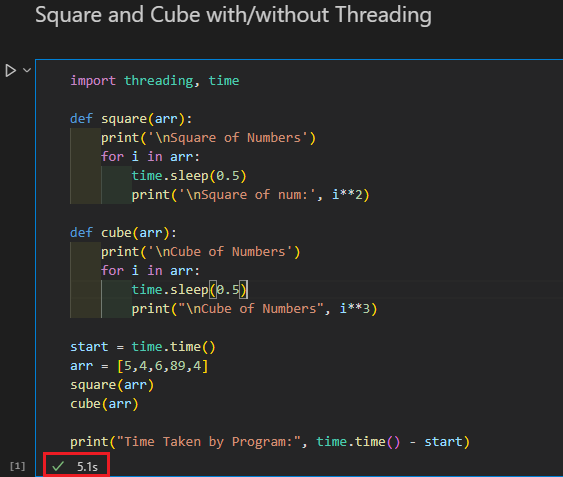 Square and Cube with/without Threading
import threading, time
def square(arr):
print('\nSquare of Numbers')
for i in arr:
time.sleep(0.5)
print('\nSquare of num:', i**2)
def cube(arr):
print('\nCube of Numbers')
for i in arr:
time.sleep(0.5)
print("\nCube of Numbers", i**3)
start = time.time()
arr = [5,4,6,89,4]
square(arr)
cube(arr)
print("Time Taken by Program:", time.time() - start)
[1] 5.1s